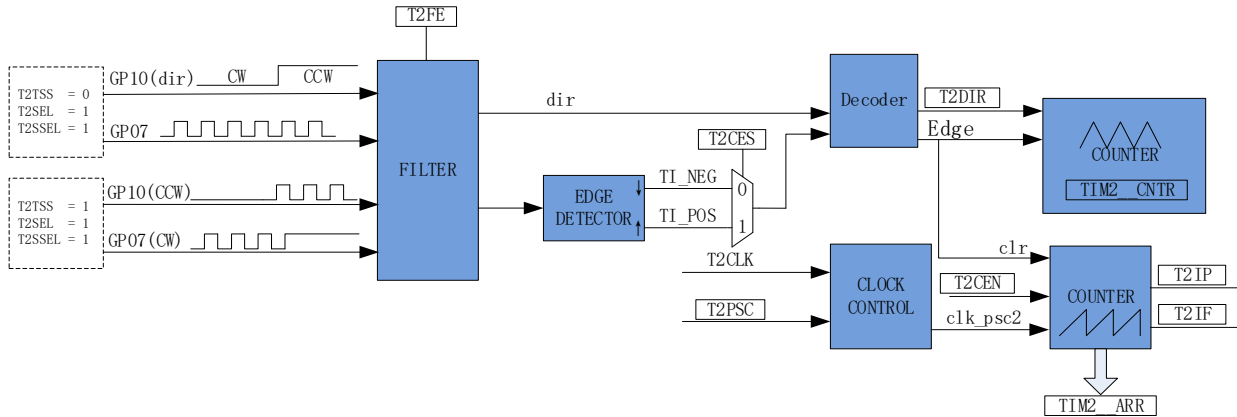 T2FE
GP10(dir)
CW
CCW
T2TSS = 0
T2SEL = 1
T2SSEL = 1
GP07
FILTER
dir
Decoder
T2DIR
Edge
COUNTER
TIM2__CNTR
T2CES
TI_NEG
0
EDGE
DETECTOR
TI_POS
1
GP10(CCW)
T2TSS = 1
T2SEL = 1
T2SSEL = 1
GP07(CW)
T2CLK
T2PSC
CLOCK
CONTROL
clr
T2CEN
clk_psc2
COUNTER
T2IP
T2IF
TIM2__ARR